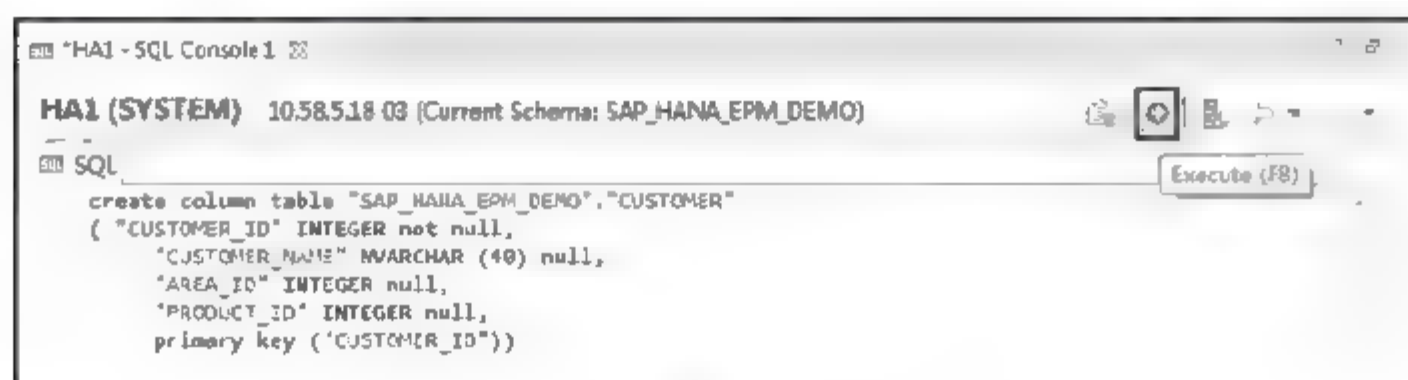 *HA1 - SQL Console 1
HA1 (SYSTEM) 10.58.5.18 03 (Current Schema: SAP_HANA_EPM_DEMO)
SQL SQL
Execute (F8)
create column table "SAP_HANA_EPM_DEMO"."CUSTOMER"
( "CUSTOMER_ID" INTEGER not null,
"CUSTOMER_NAME" NVARCHAR (40) null,
"AREA_ID" INTEGER null,
"PRODUCT_ID" INTEGER null,
primary key ("CUSTOMER_ID"))